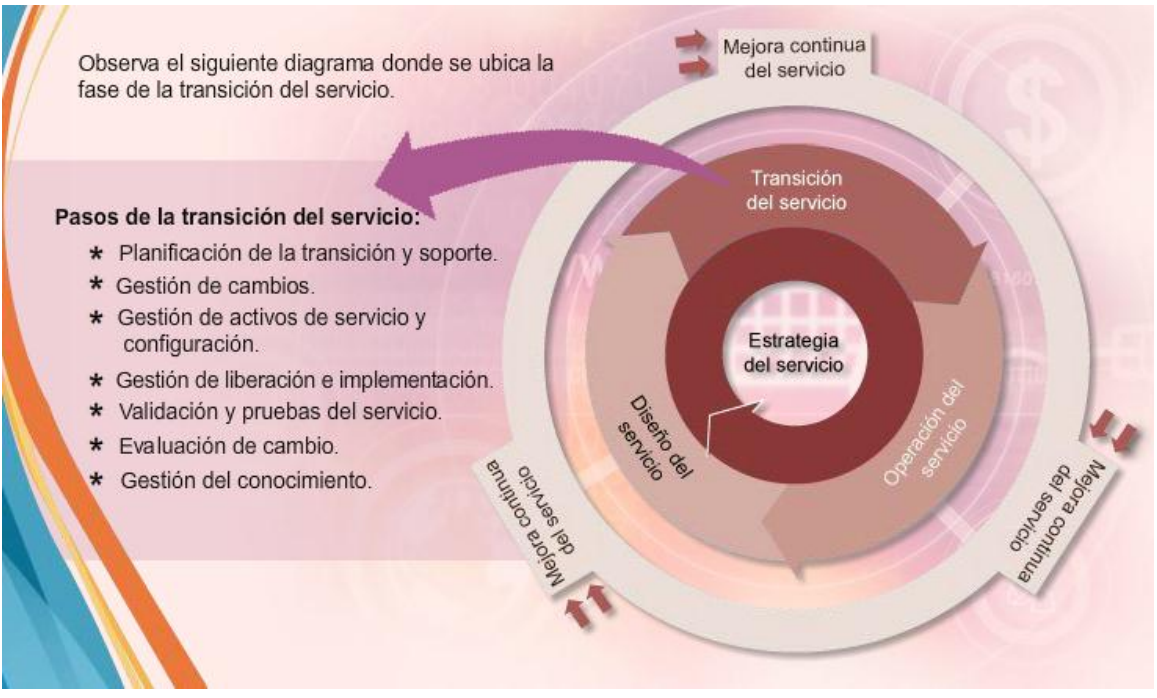 Observa el siguiente diagrama donde se ubica la
fase de la transición del servicio.
Pasos de la transición del servicio:
* Planificación de la transición y soporte.
* Gestión de cambios.
* Gestión de activos de servicio y
configuración.
* Gestión de liberación e implementación.
* Validación y pruebas del servicio.
* Evaluación de cambio.
* Gestión del conocimiento.
Mejora continua
del servicio
Transición
del servicio
Estrategia
del servicio
Diseño del
servicio
Operación del
servicio
Mejora continua
del servicio
Mejora continua
del servicio
$